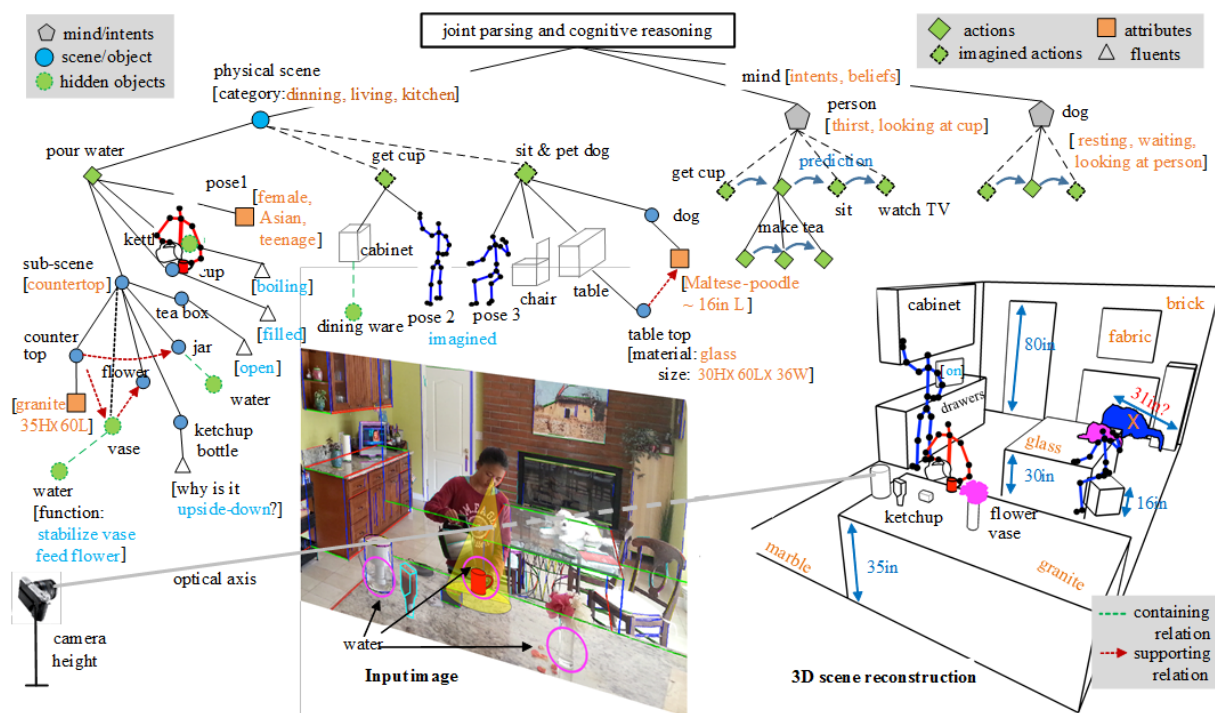 joint parsing and cognitive reasoning
mind/intents
scene/object
hidden objects
actions
attributes
imagined actions
fluents
physical scene
[category:dinning, living, kitchen]
mind [intents, beliefs]
person
[thirst, looking at cup]
dog
[resting, waiting,
looking at person]
pour water
get cup
sit & pet dog
prediction
get cup
sit
watch TV
make tea
pose1
[female,
Asian,
teenage]
kettl
cup
[boiling]
[filled]
[open]
sub-scene
[countertop]
tea box
counter
top
jar
flower
water
[granite
35HX60L]
vase
ketchup
bottle
[why is it
upside-down?]
water
[function:
stabilize vase
feed flower]
cabinet
dining ware
pose 2
pose 3
imagined
chair
table
dog
[Maltese-poodle
~ 16in L]
table top
[material: glass
size: 30HX60LX36W]
optical axis
camera
height
water
Input image
cabinet
80in
brick
fabric
[on]
drawers
31in?
X
glass
30in
16in
ketchup
flower
vase
marble
35in
granite
3D scene reconstruction
containing
relation
supporting
relation